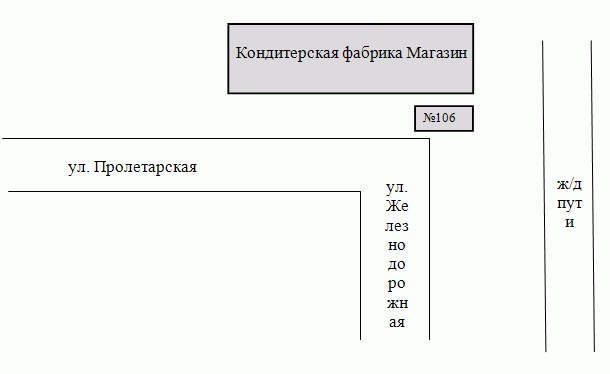 Кондитерская фабрика Магазин
№106
ул. Пролетарская
ул.
Же
лез
но
до
ро
жн
ая
ж/д
пут
и